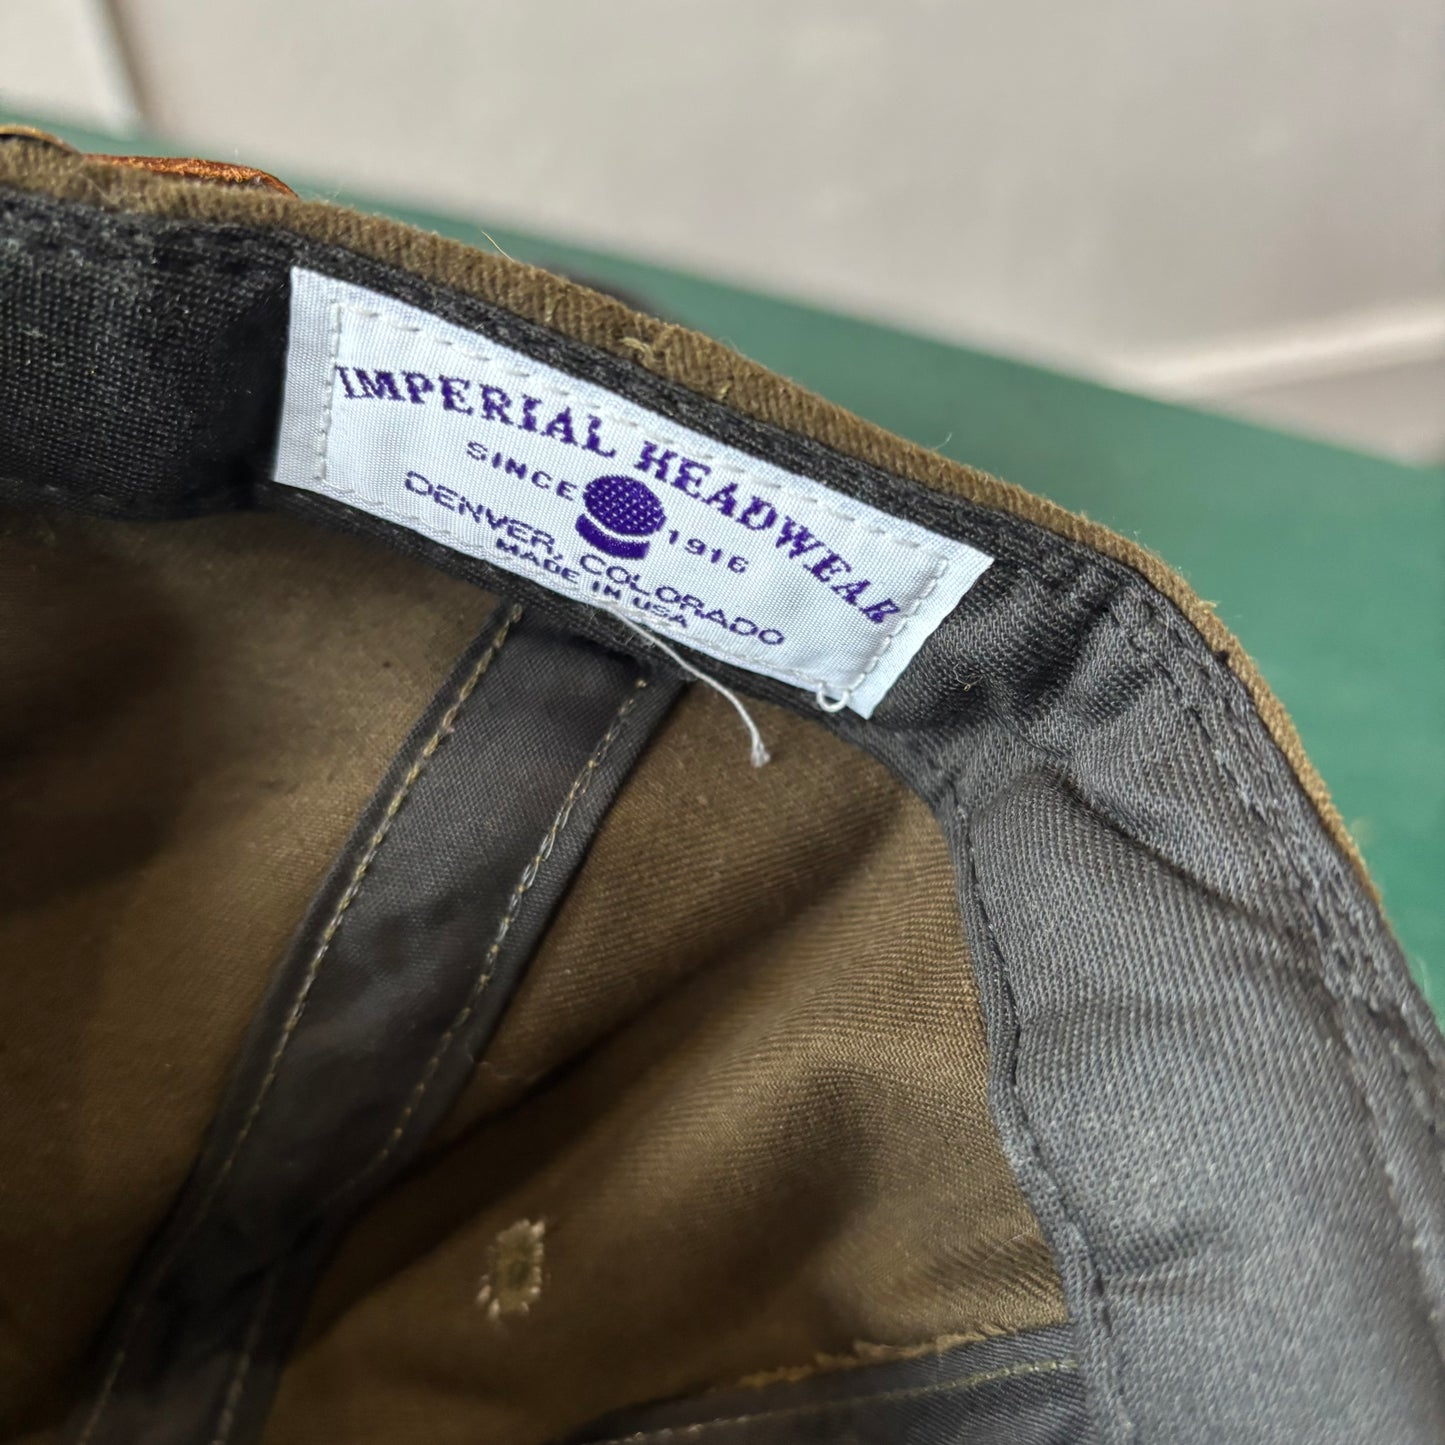 IMPERIAL HEADWEAR
SINCE 1916
DENVER, COLORADO
MADE IN USA